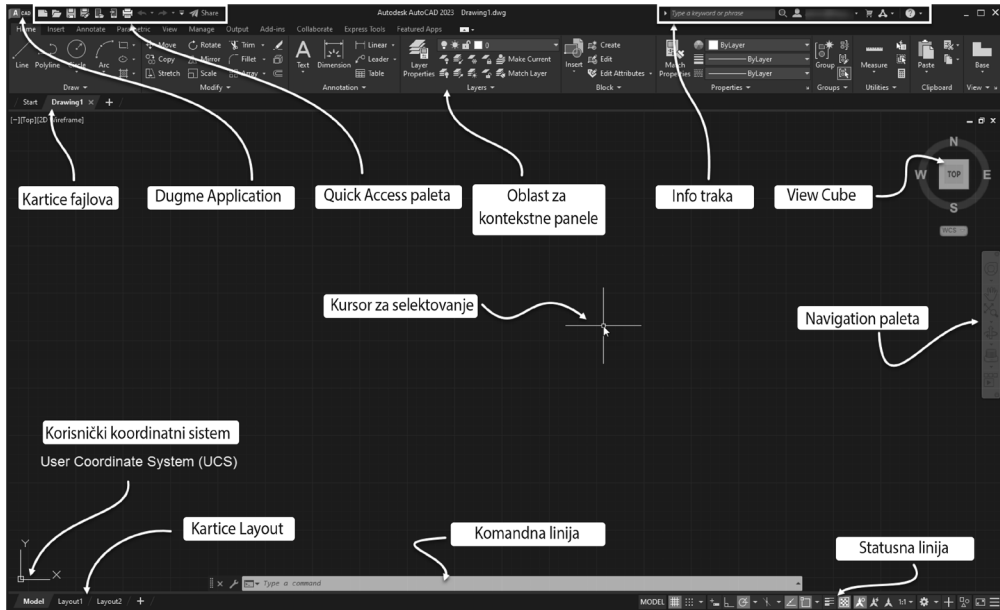 A CAD
Share
Autodesk AutoCAD 2023 Drawing1.dwg
Type a keyword or phrase
Home Insert Annotate Parametric View Manage Output Add-ins Collaborate Express Tools Featured Apps
Line Polyline Circle Arc
Move Rotate Trim
Copy Mirror Fillet
Stretch Scale Array
Text Dimension
Linear
Leader
Table
Layer Properties
0
Make Current
Match Layer
Insert
Create
Edit
Edit Attributes
Match Properties
ByLayer
ByLayer
ByLayer
Group
Measure
Paste
Base
Draw Modify Annotation Layers Block Properties Groups Utilities Clipboard View
Start Drawing1 +
[−][Top][2D Wireframe]
N
W TOP E
S
WCS
Kartice fajlova
Dugme Application
Quick Access paleta
Oblast za
kontekstne panele
Info traka
View Cube
Kursor za selektovanje
Navigation paleta
Korisnički koordinatni sistem
User Coordinate System (UCS)
Kartice Layout
Komandna linija
Statusna linija
Y
X
Type a command
Model Layout1 Layout2 +
MODEL 1:1